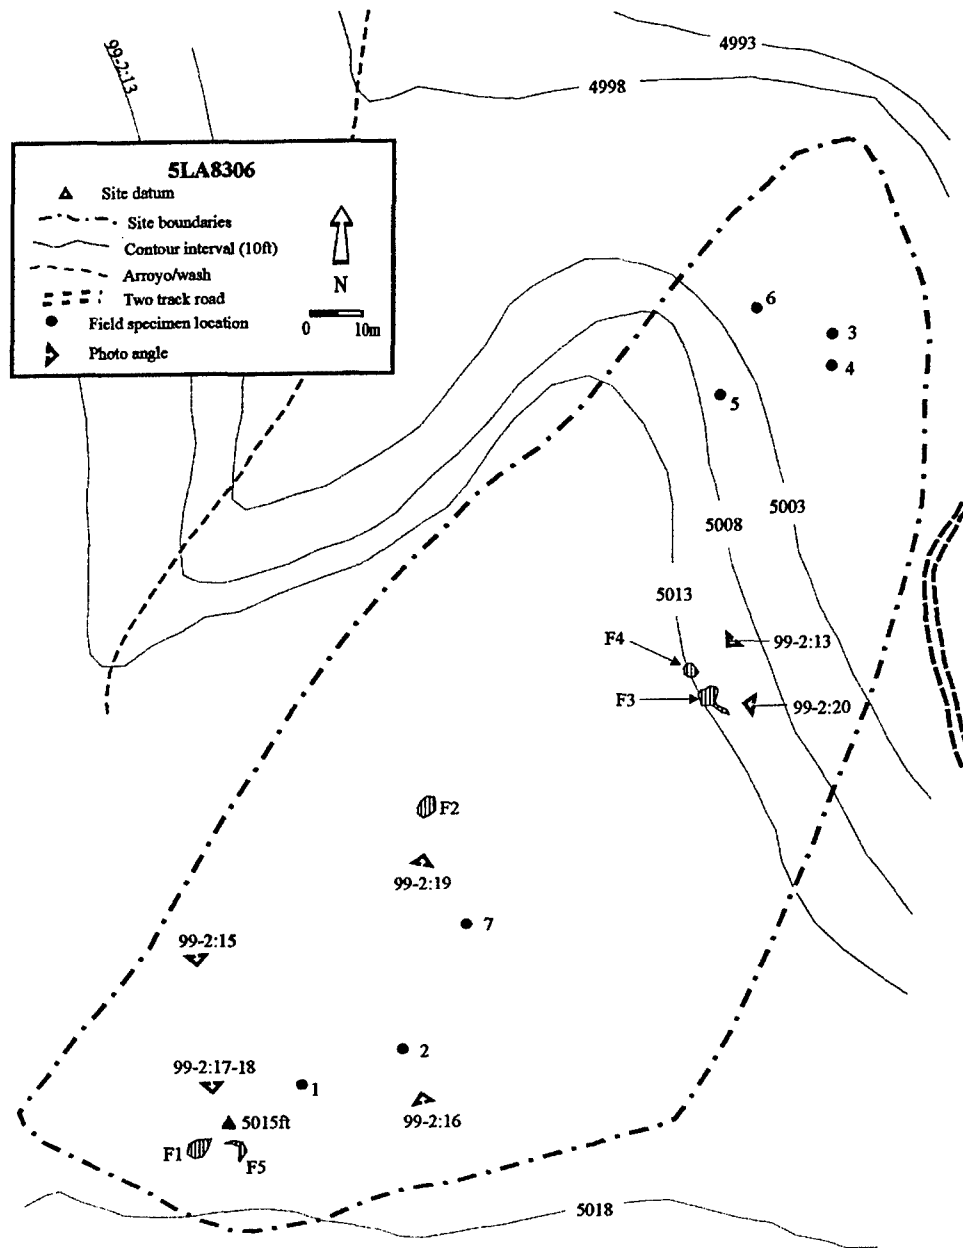 99-2:13
4993
4998
5LA8306
Site datum
Site boundaries
Contour interval (10ft)
Arroyo/wash
Two track road
Field specimen location
Photo angle
N
0 10m
6
3
4
5
5003
5008
5013
F4
99-2:13
F3
99-2:20
F2
99-2:19
7
99-2:15
2
99-2:17-18
1
99-2:16
5015ft
F1
F5
5018